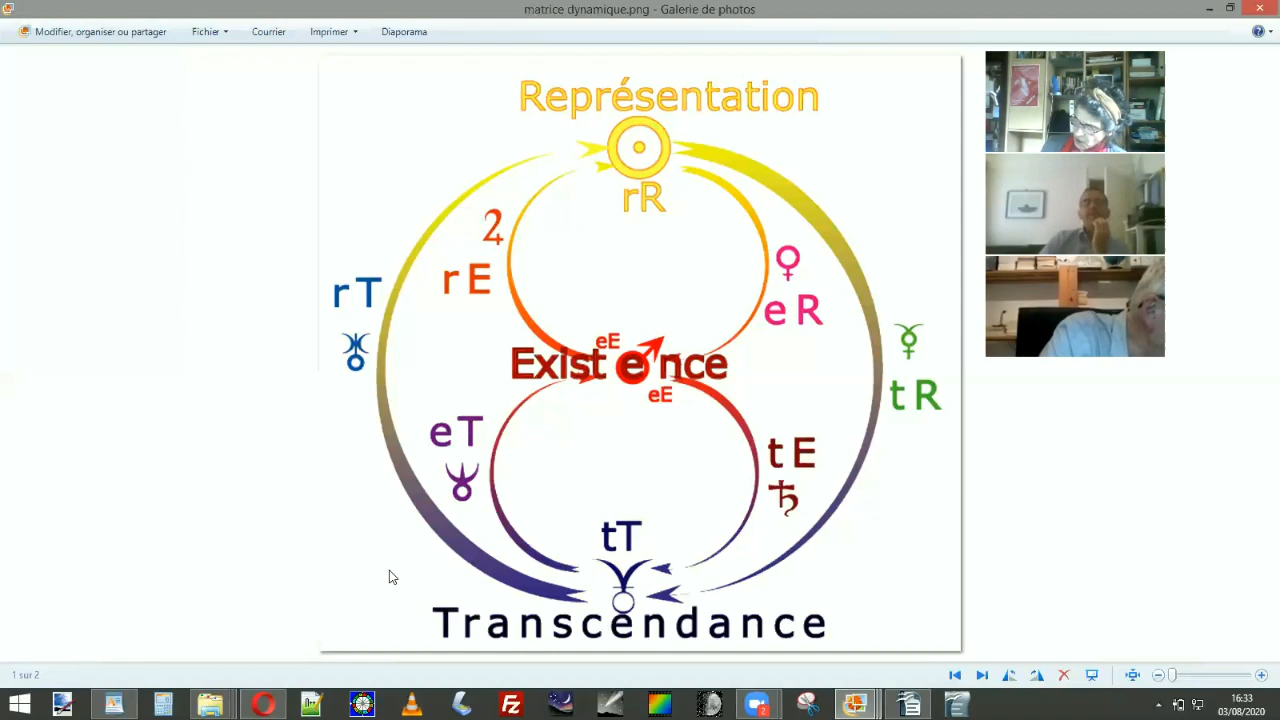 matrice dynamique.png - Galerie de photos
Modifier, organiser ou partager Fichier Courrier Imprimer Diaporama
Représentation
rR
rE
rT
eR
eE
Existence
eE
tR
eT
tE
tT
Transcendance
1 sur 2
16:33
03/08/2020